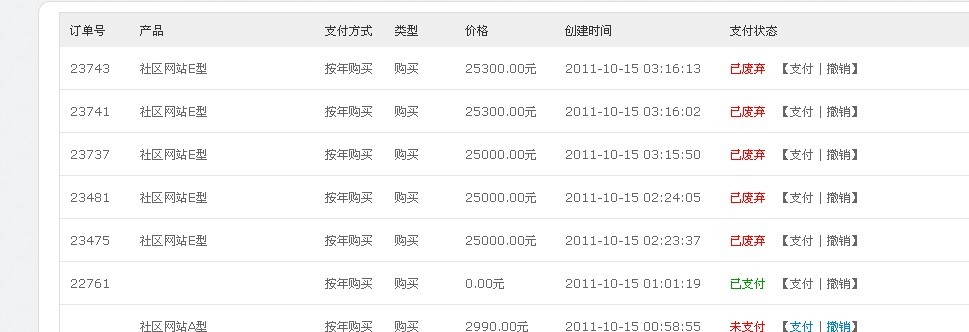 订单号 产品 支付方式 类型 价格 创建时间 支付状态
23743 社区网站E型 按年购买 购买 25300.00元 2011-10-15 03:16:13 已废弃 【支付 | 撤销】
23741 社区网站E型 按年购买 购买 25300.00元 2011-10-15 03:16:02 已废弃 【支付 | 撤销】
23737 社区网站E型 按年购买 购买 25000.00元 2011-10-15 03:15:50 已废弃 【支付 | 撤销】
23481 社区网站E型 按年购买 购买 25000.00元 2011-10-15 02:24:05 已废弃 【支付 | 撤销】
23475 社区网站E型 按年购买 购买 25000.00元 2011-10-15 02:23:37 已废弃 【支付 | 撤销】
22761 按年购买 购买 0.00元 2011-10-15 01:01:19 已支付 【支付 | 撤销】
社区网站A型 按年购买 购买 2990.00元 2011-10-15 00:58:55 未支付 【支付 | 撤销】